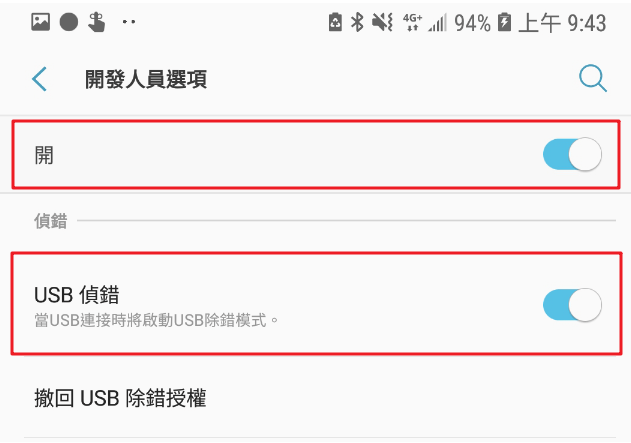 4G+ 94% 上午 9:43
開發人員選項
開
偵錯
USB 偵錯
當USB連接時將啟動USB除錯模式。
撤回 USB 除錯授權